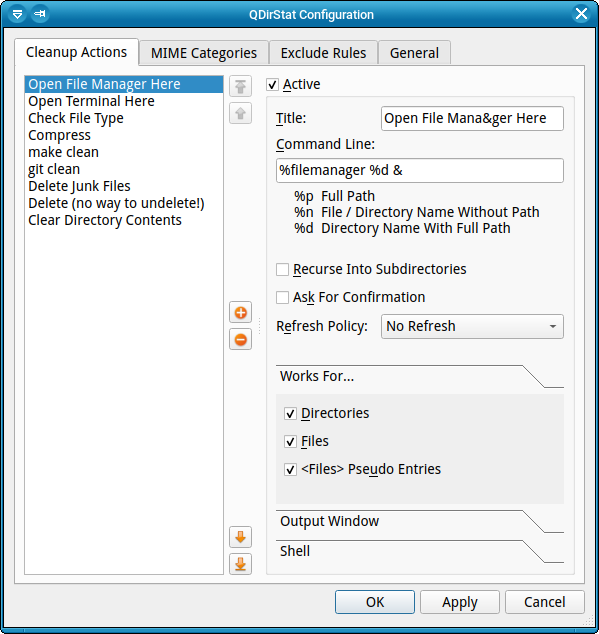 QDirStat Configuration
Cleanup Actions
MIME Categories
Exclude Rules
General
Open File Manager Here
Open Terminal Here
Check File Type
Compress
make clean
git clean
Delete Junk Files
Delete (no way to undelete!)
Clear Directory Contents
Active
Title:
Open File Mana&ger Here
Command Line:
%filemanager %d &
%p Full Path
%n File / Directory Name Without Path
%d Directory Name With Full Path
Recurse Into Subdirectories
Ask For Confirmation
Refresh Policy:
No Refresh
Works For...
Directories
Files
<Files> Pseudo Entries
Output Window
Shell
OK
Apply
Cancel